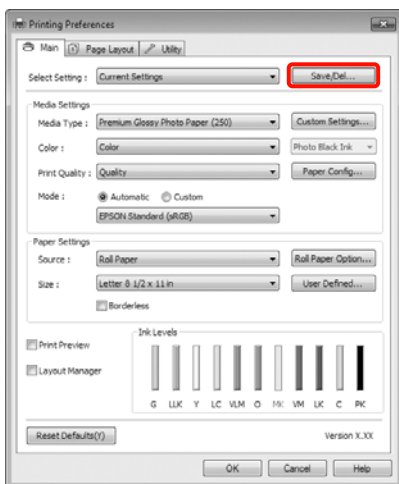 Printing Preferences
Main Page Layout Utility
Select Setting : Current Settings Save/Del...
Media Settings
Media Type : Premium Glossy Photo Paper (250) Custom Settings...
Color : Color Photo Black Ink
Print Quality : Quality Paper Config...
Mode : Automatic Custom
EPSON Standard (sRGB)
Paper Settings
Source : Roll Paper Roll Paper Option...
Size : Letter 8 1/2 x 11 in User Defined...
Borderless
Ink Levels
Print Preview
Layout Manager
G LLK Y LC VLM O MK VM LK C PK
Reset Defaults(Y) Version X.XX
OK Cancel Help